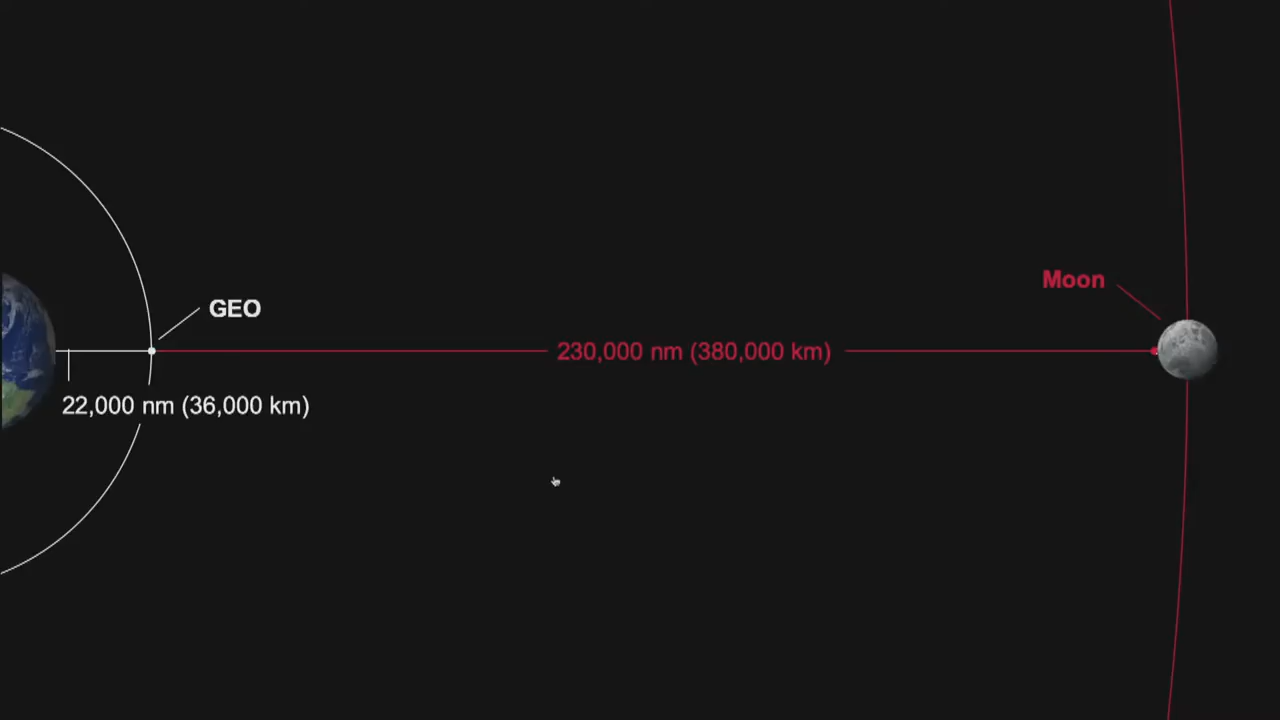 Moon
GEO
230,000 nm (380,000 km)
22,000 nm (36,000 km)